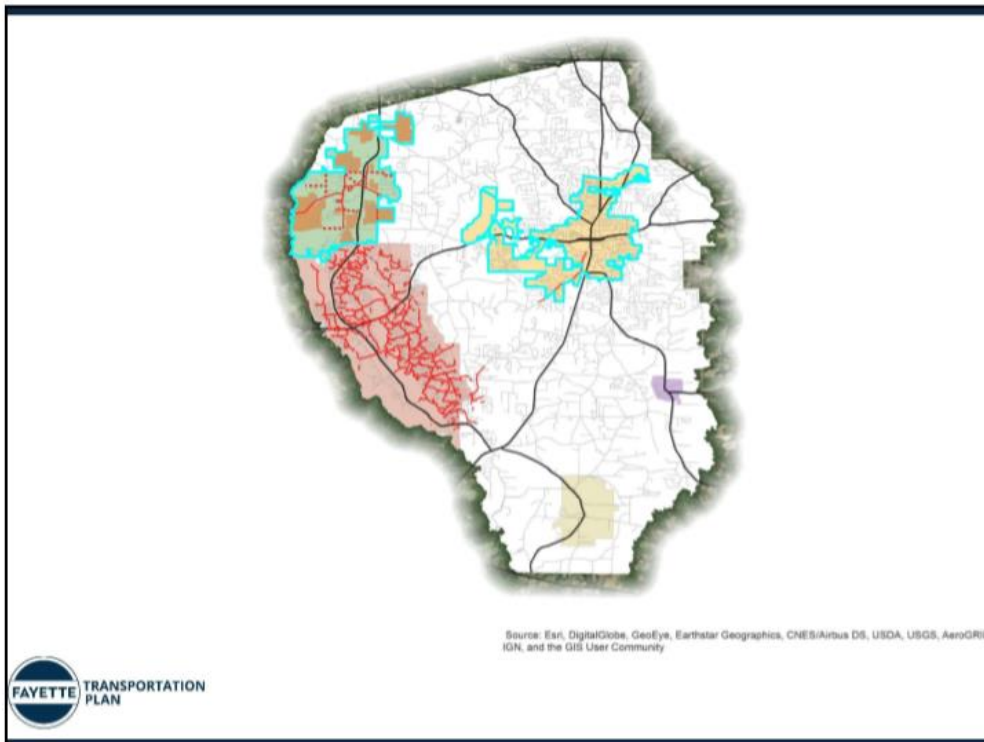 Source: Esri, DigitalGlobe, GeoEye, Earthstar Geographics, CNES/Airbus DS, USDA, USGS, AeroGRI
IGN, and the GIS User Community
FAYETTE
TRANSPORTATION
PLAN